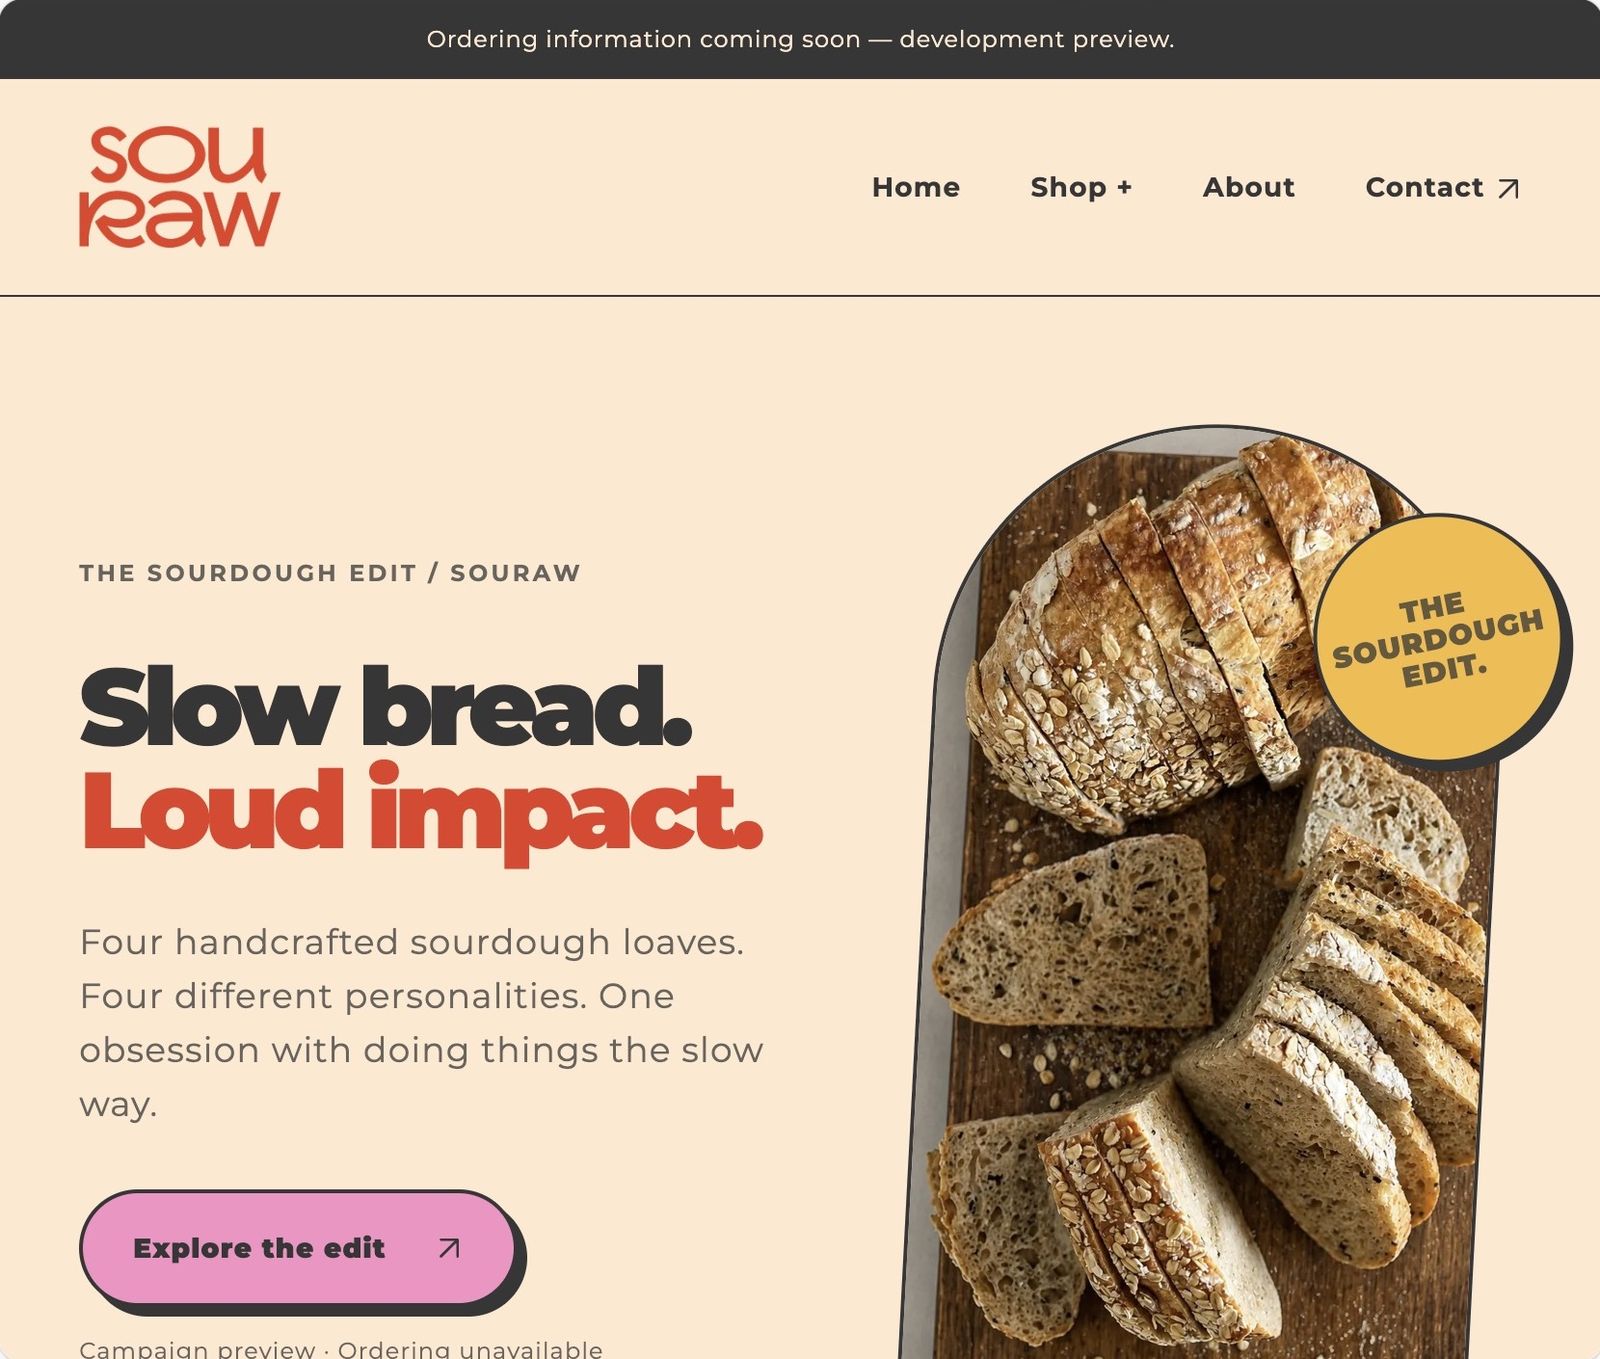 Ordering information coming soon — development preview.
sou
Raw
Home
Shop +
About
Contact
THE SOURDOUGH EDIT / SOURAW
Slow bread.
Loud impact.
Four handcrafted sourdough loaves.
Four different personalities. One
obsession with doing things the slow
way.
Explore the edit
Campaign preview · Ordering unavailable
THE
SOURDOUGH
EDIT.